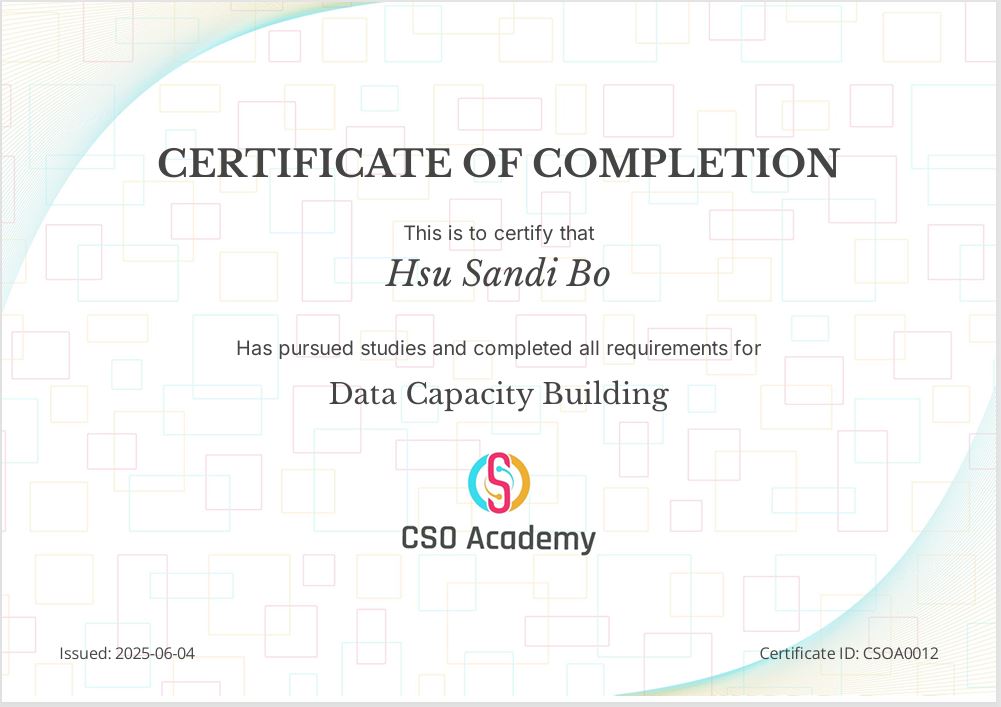 CERTIFICATE OF COMPLETION
This is to certify that
Hsu Sandi Bo
Has pursued studies and completed all requirements for
Data Capacity Building
CSO Academy
Issued: 2025-06-04
Certificate ID: CSOA0012